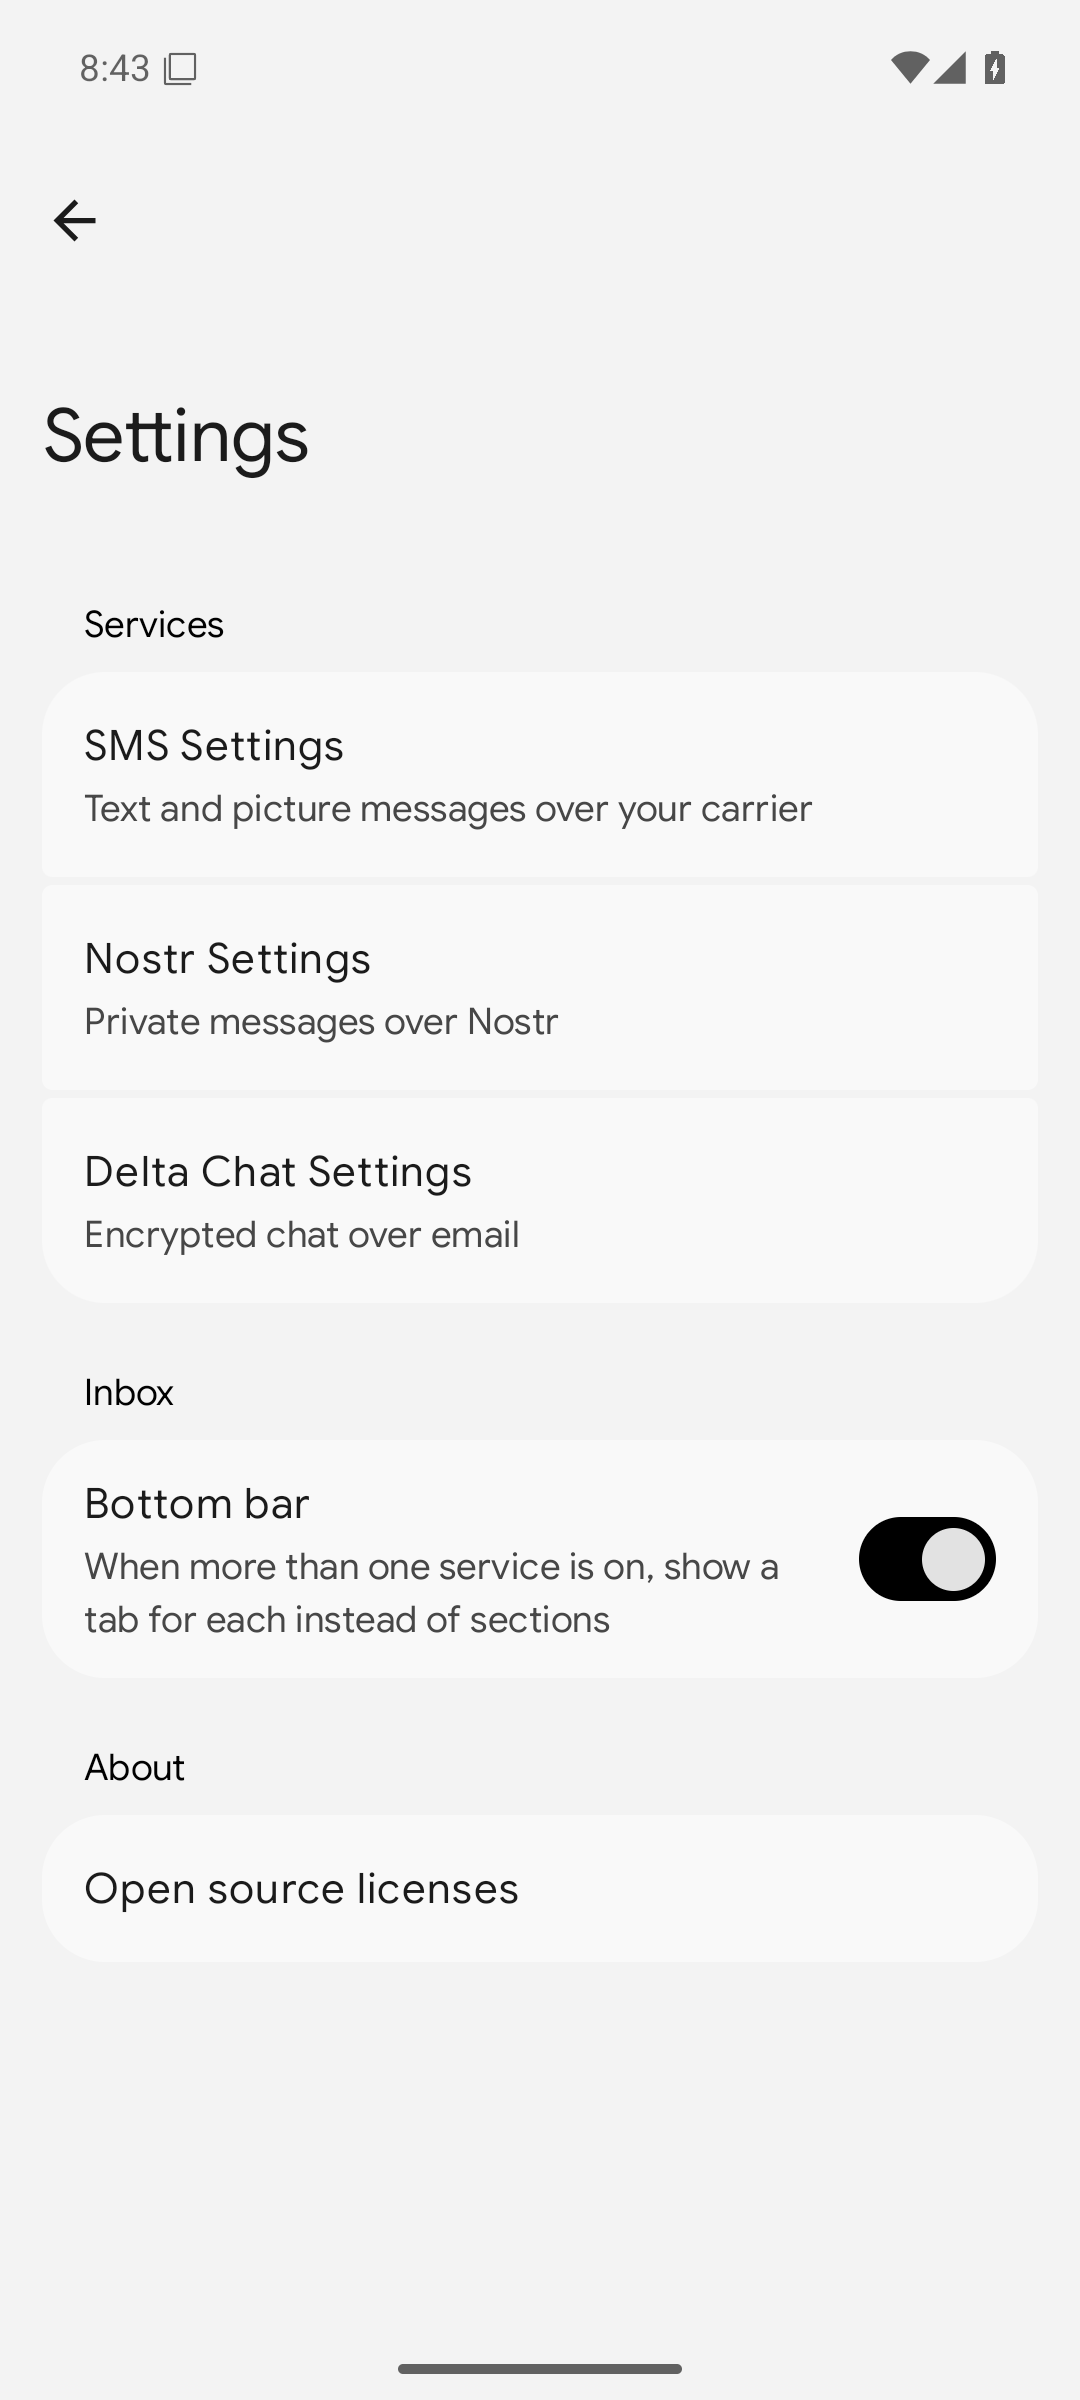 8:43
Settings
Services
SMS Settings
Text and picture messages over your carrier
Nostr Settings
Private messages over Nostr
Delta Chat Settings
Encrypted chat over email
Inbox
Bottom bar
When more than one service is on, show a
tab for each instead of sections
About
Open source licenses